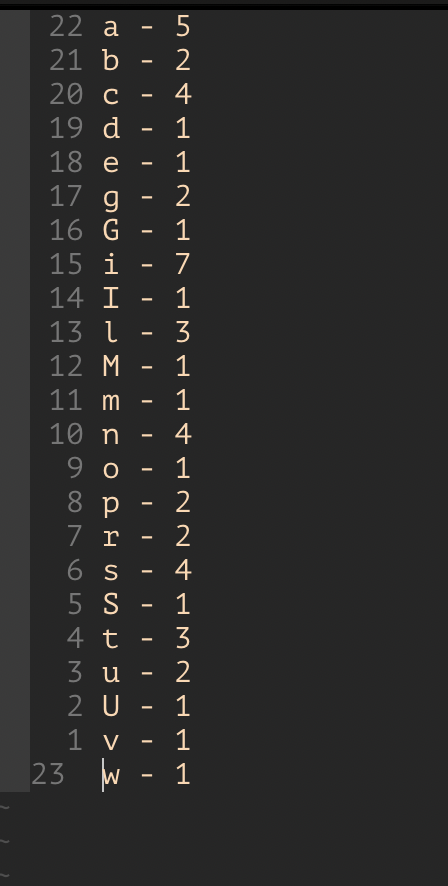 22 a - 5
21 b - 2
20 c - 4
19 d - 1
18 e - 1
17 g - 2
16 G - 1
15 i - 7
14 I - 1
13 l - 3
12 M - 1
11 m - 1
10 n - 4
9 o - 1
8 p - 2
7 r - 2
6 s - 4
5 S - 1
4 t - 3
3 u - 2
2 U - 1
1 v - 1
23 w - 1
~
~
~